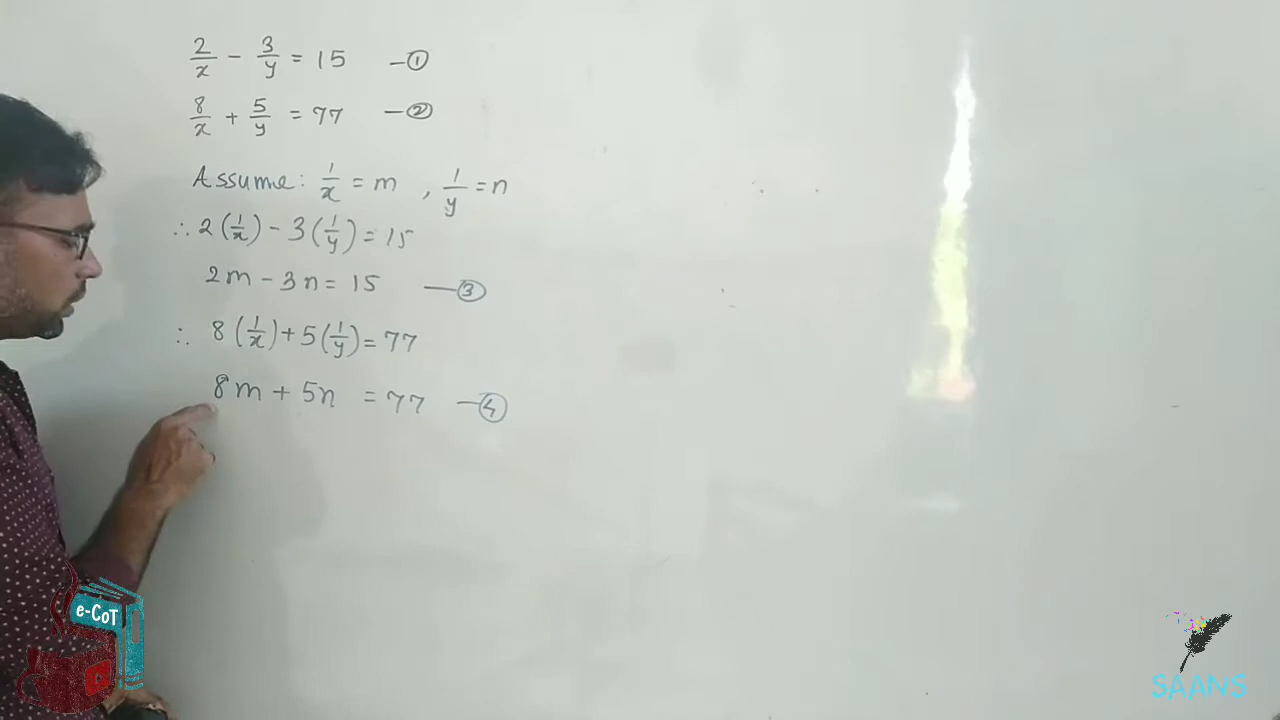 2/x - 3/y = 15 —①
8/x + 5/y = 77 —②
Assume: 1/x = m , 1/y = n
∴ 2(1/x) - 3(1/y) = 15
2m - 3n = 15 —③
∴ 8(1/x) + 5(1/y) = 77
8m + 5n = 77 —④
e-CoT
SAANS